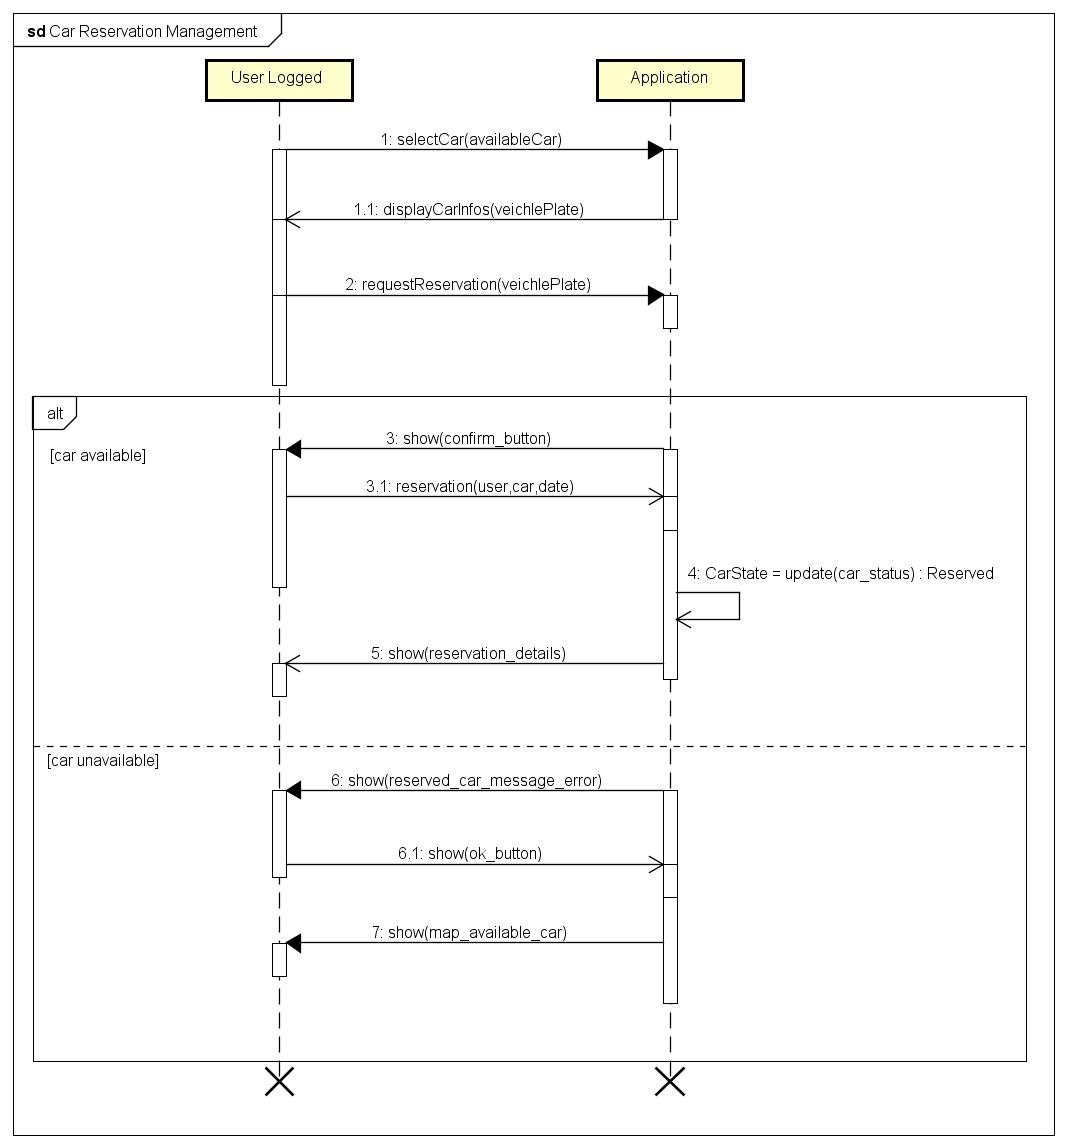 sd Car Reservation Management
User Logged
Application
1: selectCar(availableCar)
1.1: displayCarInfos(veichlePlate)
2: requestReservation(veichlePlate)
alt
3: show(confirm_button)
[car available]
3.1: reservation(user,car,date)
4: CarState = update(car_status) : Reserved
5: show(reservation_details)
[car unavailable]
6: show(reserved_car_message_error)
6.1: show(ok_button)
7: show(map_available_car)